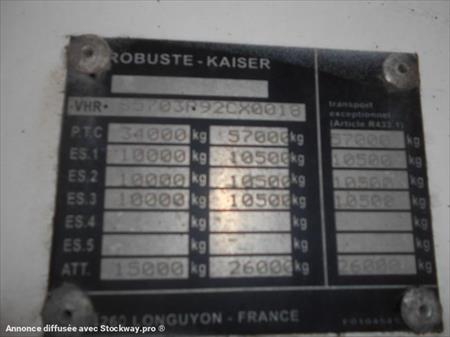 ROBUSTE - KAISER
-VHR-
transport
exceptionnel
(Article R433.1)
P.T.C 34000 kg 57000 kg 57000 kg
ES.1 10000 kg 10500 kg 10500 kg
ES.2 10000 kg 10500 kg 10500 kg
ES.3 10000 kg 10500 kg 10500 kg
ES.4 kg kg kg
ES.5 kg kg kg
ATT. 15000 kg 26000 kg 26000 kg
LONGUYON - FRANCE
Annonce diffusée avec Stockway.pro ®